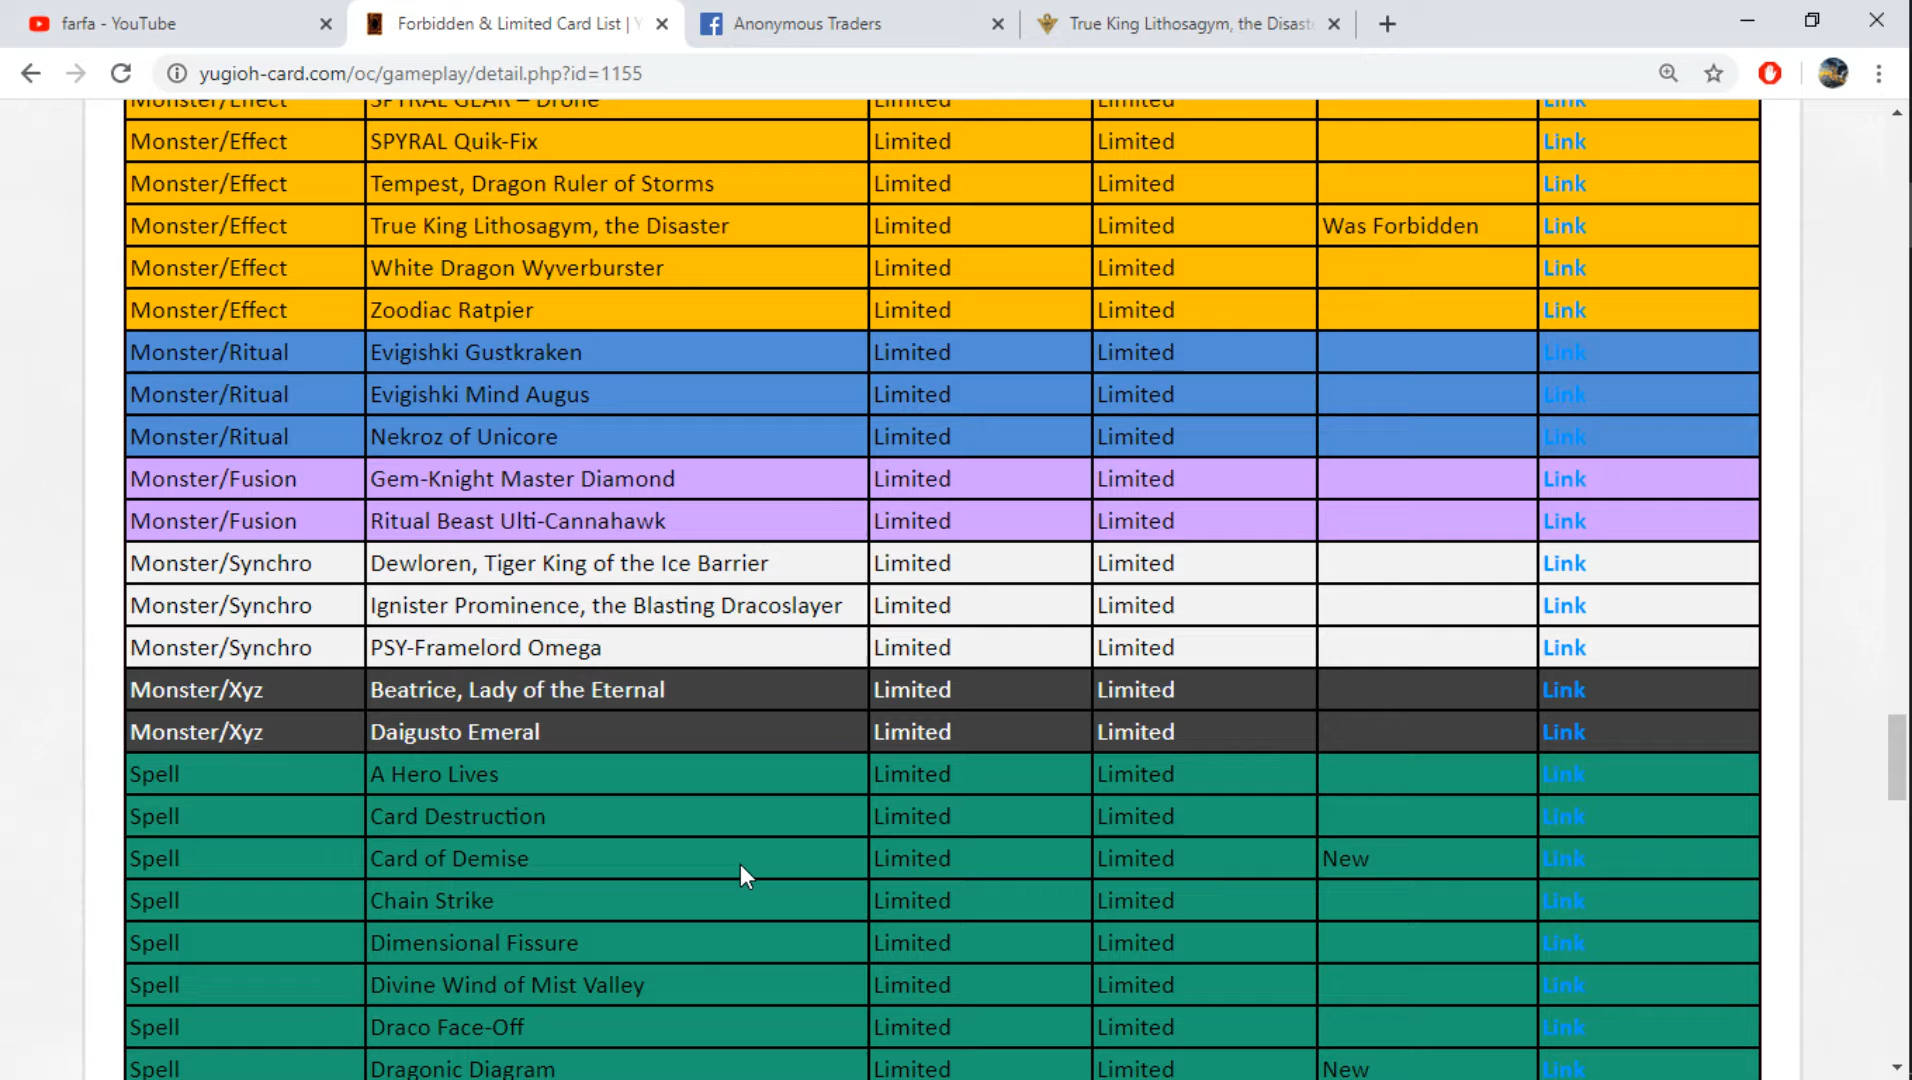 farfa - YouTube
Forbidden & Limited Card List | Y
Anonymous Traders
True King Lithosagym, the Disast
yugioh-card.com/oc/gameplay/detail.php?id=1155
Monster/Effect SPYRAL GEAR – Drone Limited Limited Link
Monster/Effect SPYRAL Quik-Fix Limited Limited Link
Monster/Effect Tempest, Dragon Ruler of Storms Limited Limited Link
Monster/Effect True King Lithosagym, the Disaster Limited Limited Was Forbidden Link
Monster/Effect White Dragon Wyverburster Limited Limited Link
Monster/Effect Zoodiac Ratpier Limited Limited Link
Monster/Ritual Evigishki Gustkraken Limited Limited Link
Monster/Ritual Evigishki Mind Augus Limited Limited Link
Monster/Ritual Nekroz of Unicore Limited Limited Link
Monster/Fusion Gem-Knight Master Diamond Limited Limited Link
Monster/Fusion Ritual Beast Ulti-Cannahawk Limited Limited Link
Monster/Synchro Dewloren, Tiger King of the Ice Barrier Limited Limited Link
Monster/Synchro Ignister Prominence, the Blasting Dracoslayer Limited Limited Link
Monster/Synchro PSY-Framelord Omega Limited Limited Link
Monster/Xyz Beatrice, Lady of the Eternal Limited Limited Link
Monster/Xyz Daigusto Emeral Limited Limited Link
Spell A Hero Lives Limited Limited Link
Spell Card Destruction Limited Limited Link
Spell Card of Demise Limited Limited New Link
Spell Chain Strike Limited Limited Link
Spell Dimensional Fissure Limited Limited Link
Spell Divine Wind of Mist Valley Limited Limited Link
Spell Draco Face-Off Limited Limited Link
Spell Dragonic Diagram Limited Limited New Link